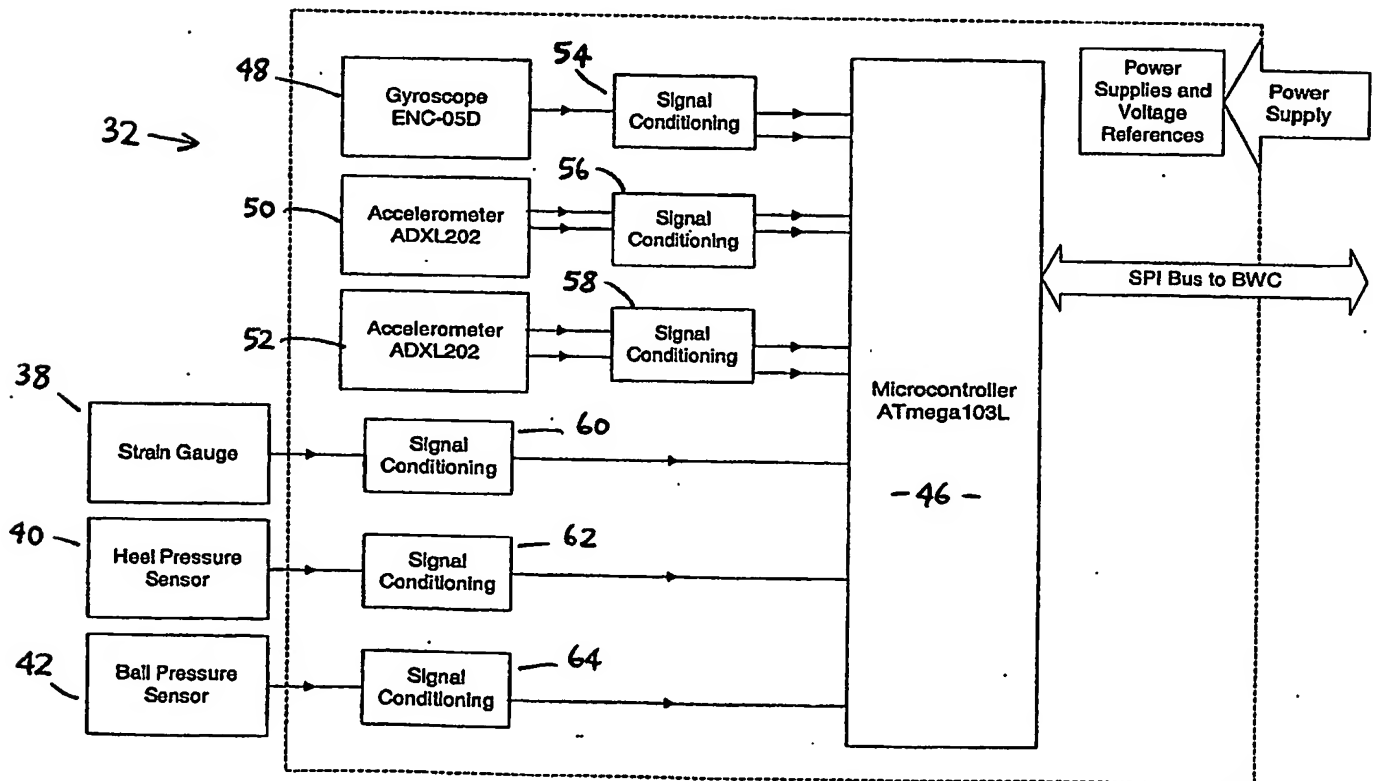 48
Gyroscope
ENC-05D
54
Signal
Conditioning
Power
Supplies and
Voltage
References
Power
Supply
32
50
Accelerometer
ADXL202
56
Signal
Conditioning
52
Accelerometer
ADXL202
58
Signal
Conditioning
SPI Bus to BWC
Microcontroller
ATmega103L
- 46 -
38
Strain Gauge
Signal
Conditioning
60
40
Heel Pressure
Sensor
Signal
Conditioning
62
42
Ball Pressure
Sensor
Signal
Conditioning
64